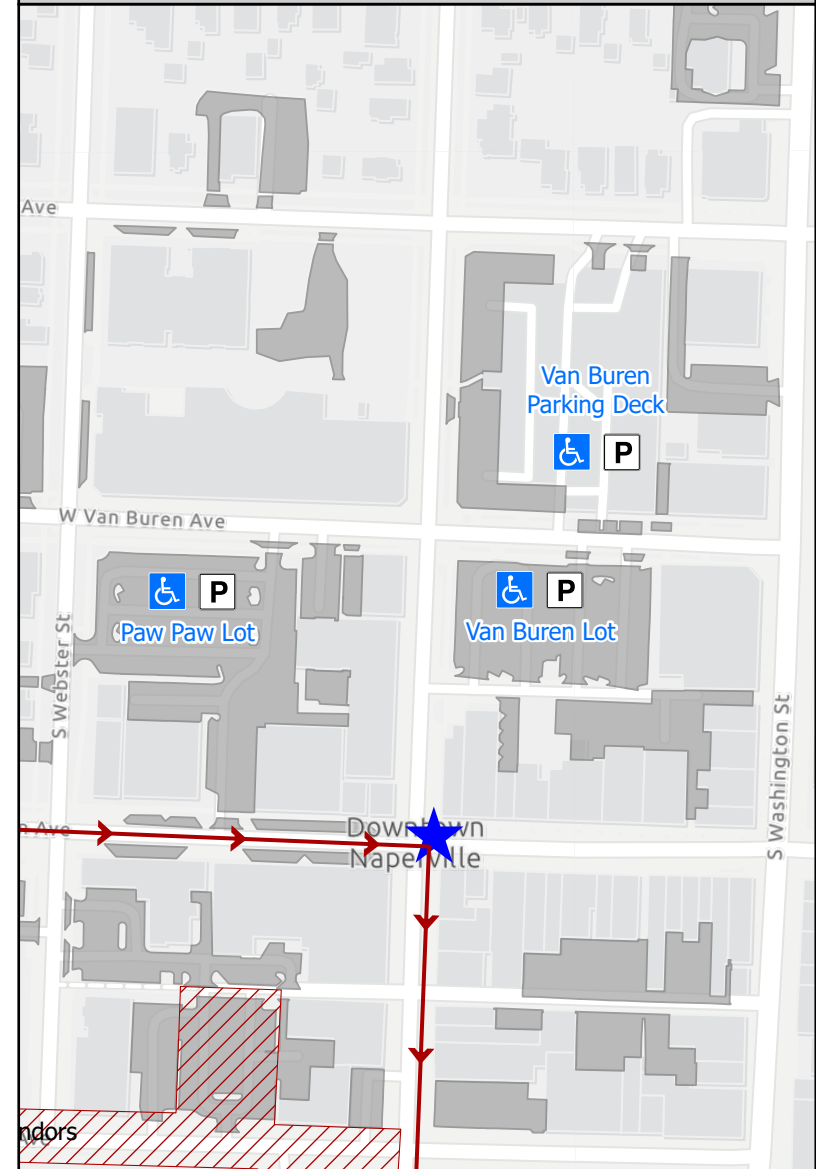 Ave
Van Buren
Parking Deck
P
W Van Buren Ave
P
Paw Paw Lot
P
Van Buren Lot
S Webster St
S Washington St
Ave
Downtown
Naperville
ndors